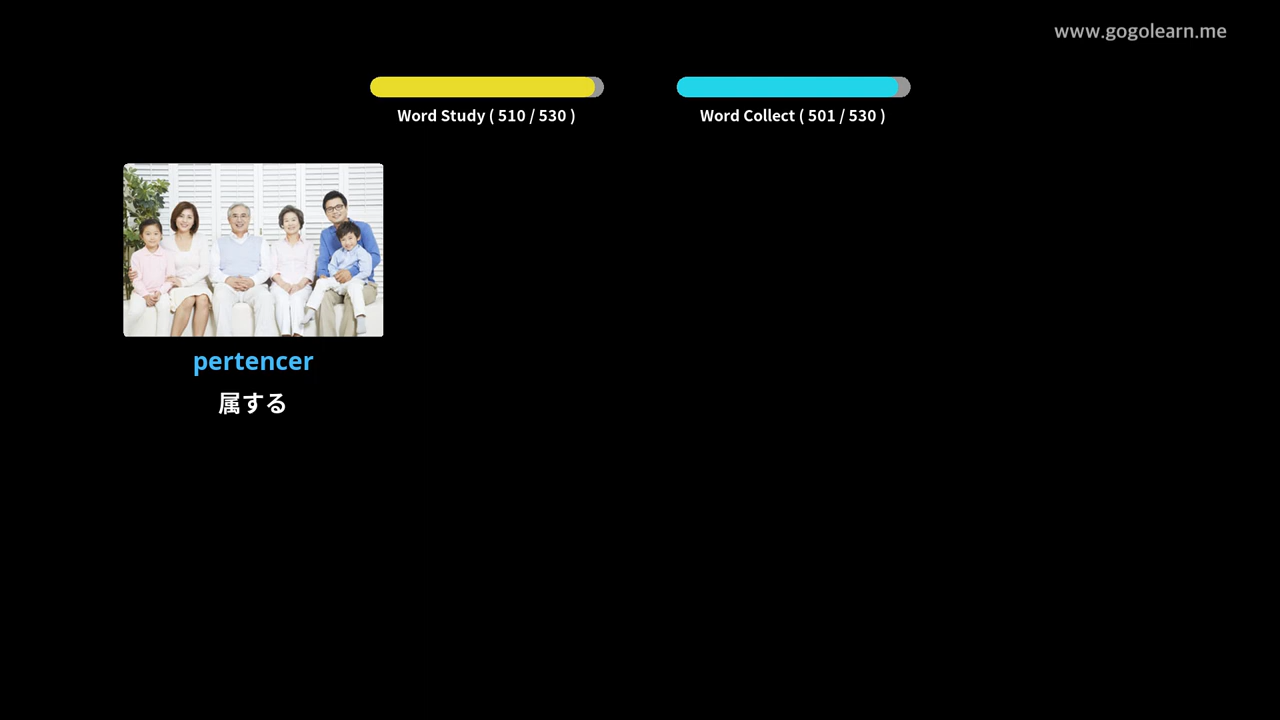 www.gogolearn.me
Word Study ( 510 / 530 )
Word Collect ( 501 / 530 )
pertencer
属する